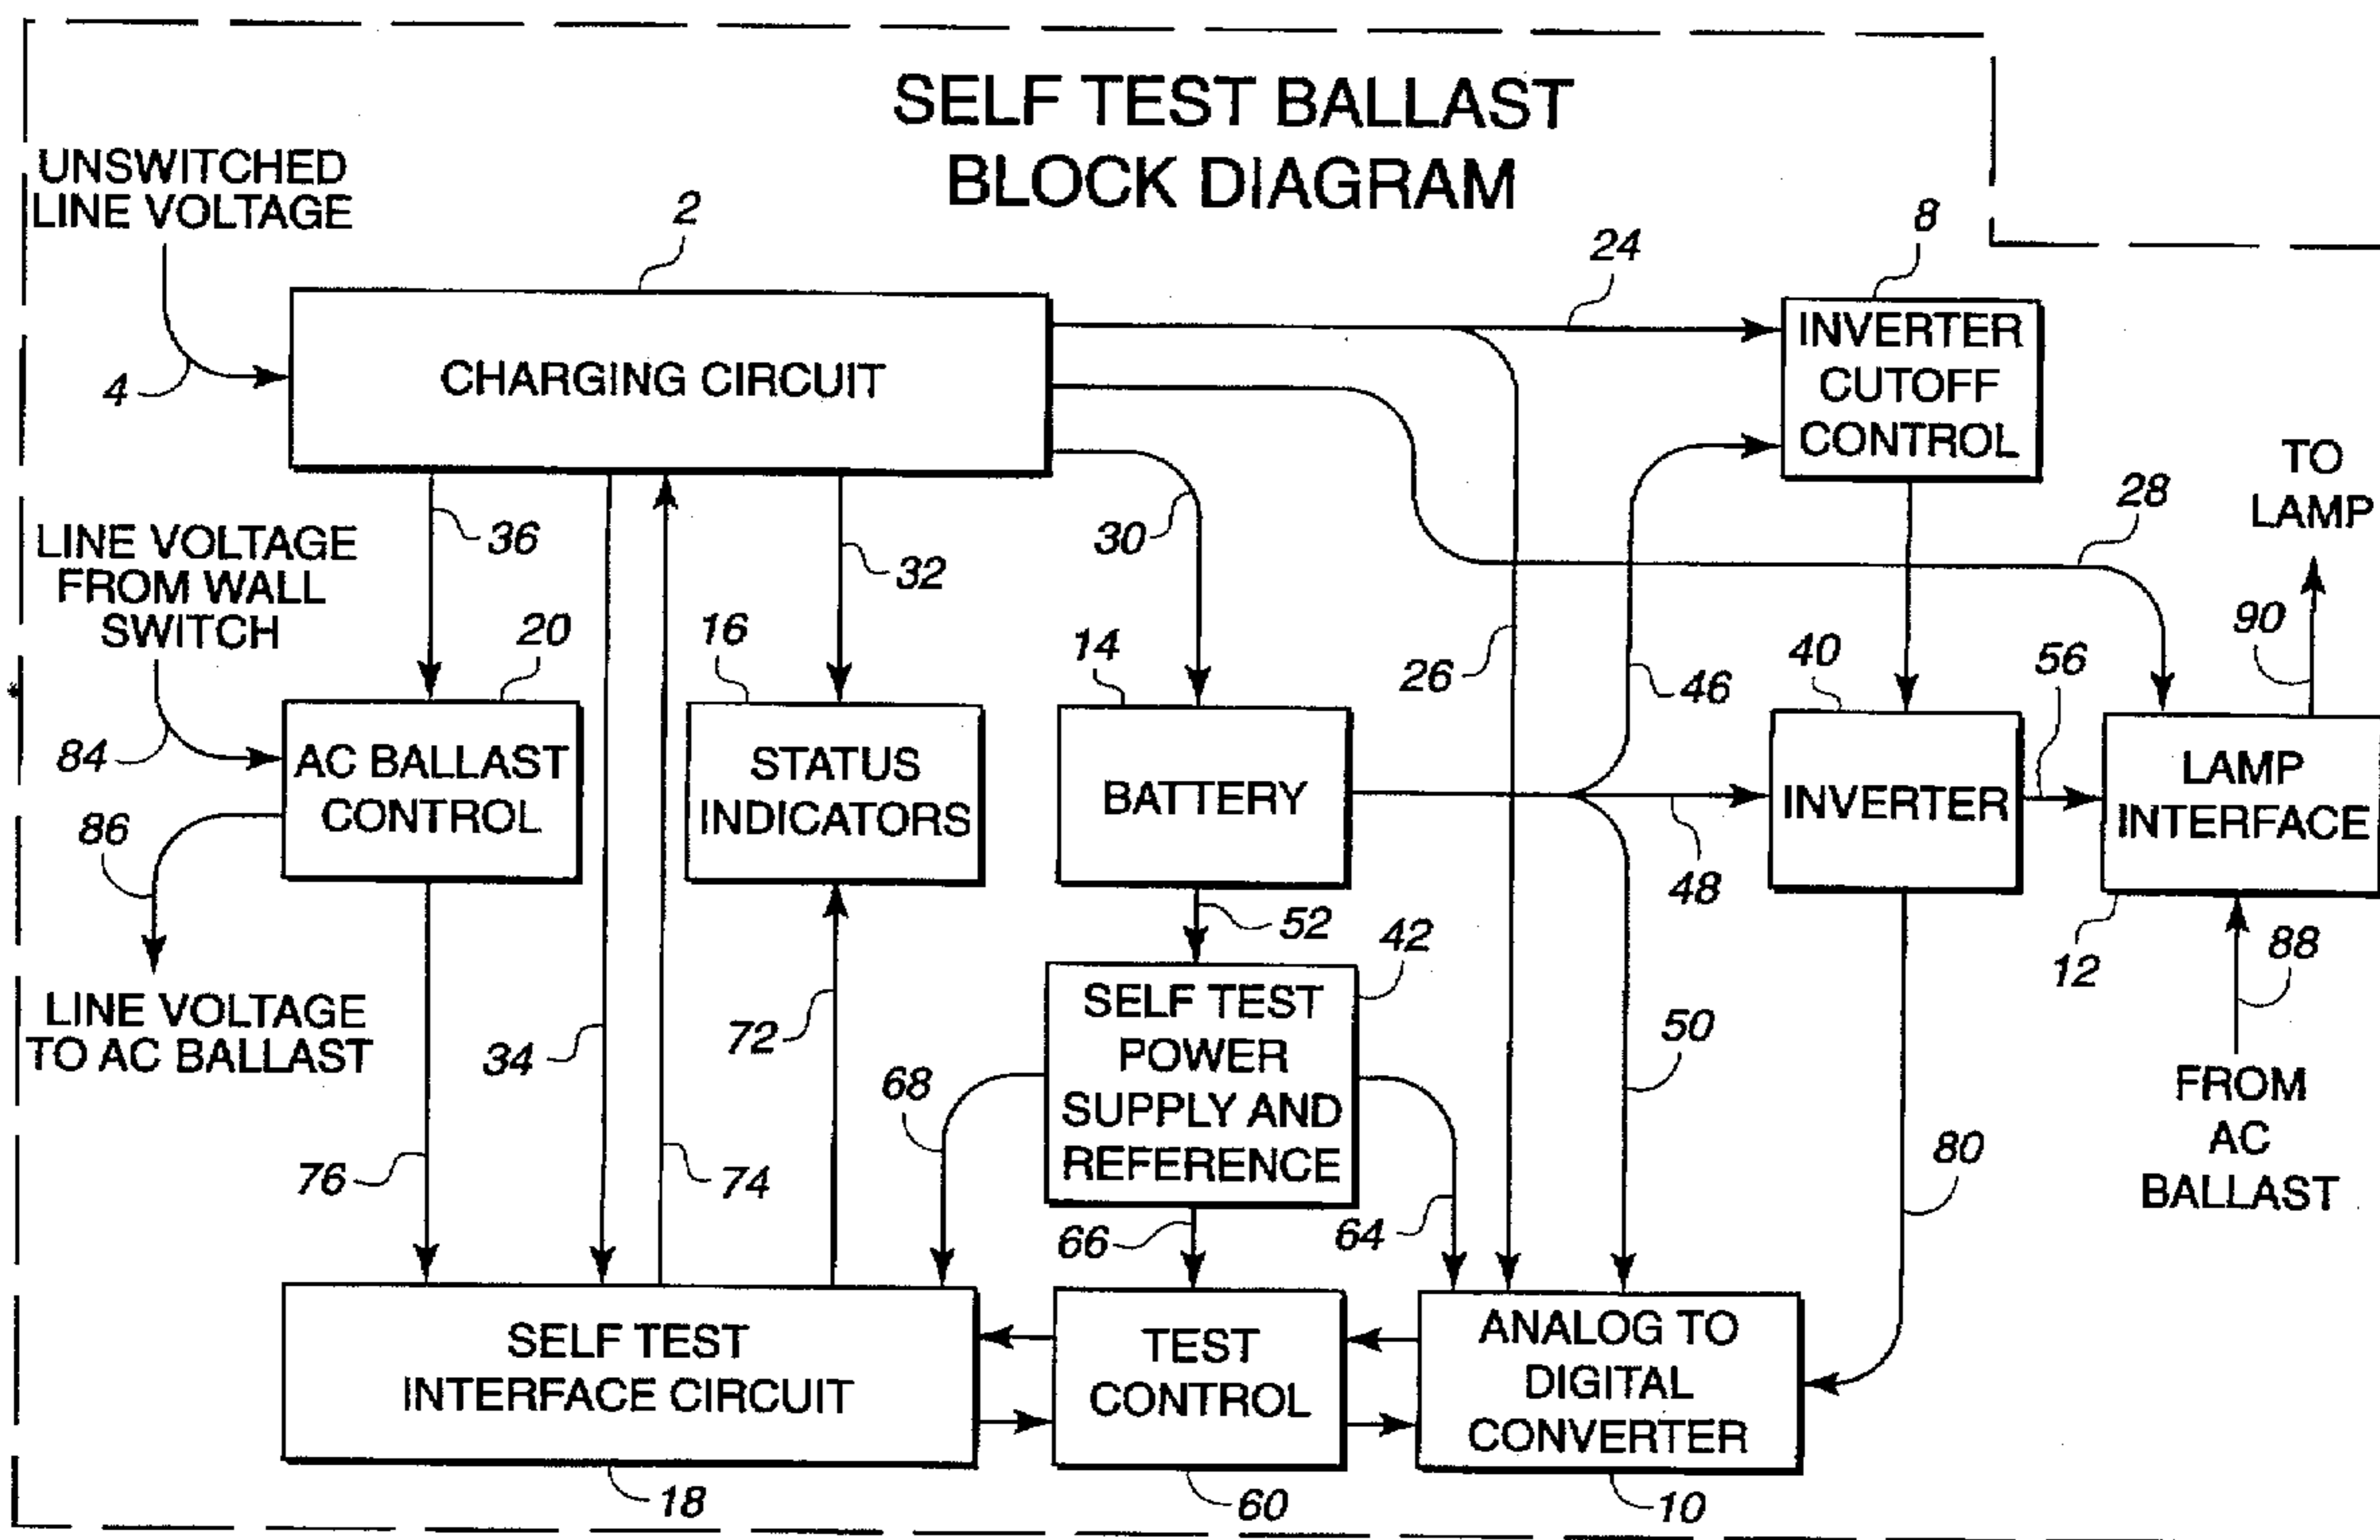 SELF TEST BALLAST
BLOCK DIAGRAM
UNSWITCHED
LINE VOLTAGE
4
2
CHARGING CIRCUIT
24
8
INVERTER
CUTOFF
CONTROL
TO
LAMP
28
90
36
32
30
26
46
LINE VOLTAGE
FROM WALL
SWITCH
84
20
AC BALLAST
CONTROL
86
LINE VOLTAGE
TO AC BALLAST
16
STATUS
INDICATORS
14
BATTERY
40
INVERTER
48
56
LAMP
INTERFACE
12
88
FROM
AC
BALLAST
52
42
SELF TEST
POWER
SUPPLY AND
REFERENCE
50
80
76
34
74
72
68
66
64
SELF TEST
INTERFACE CIRCUIT
18
TEST
CONTROL
60
ANALOG TO
DIGITAL
CONVERTER
10